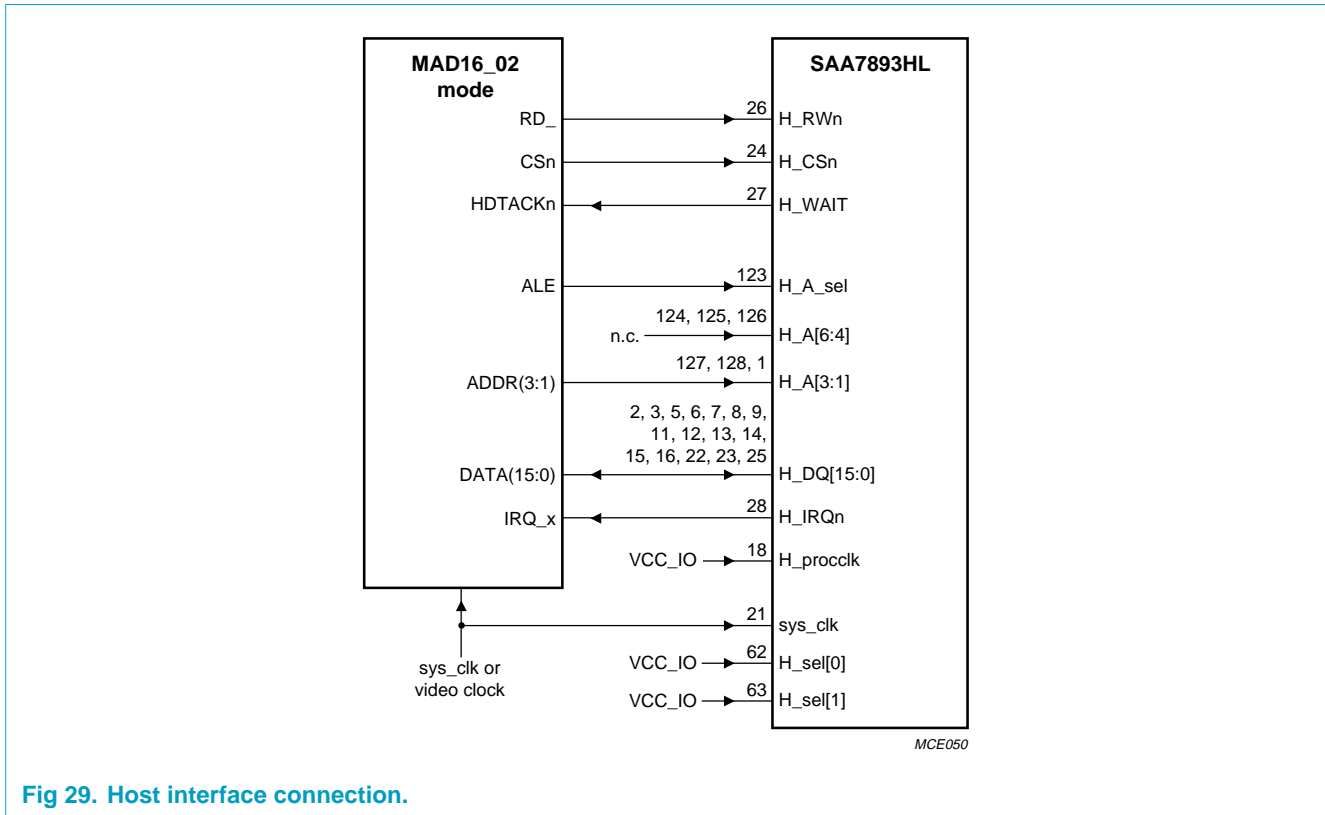 MAD16_02
mode
SAA7893HL
RD_
26
H_RWn
CSn
24
H_CSn
HDTACKn
27
H_WAIT
ALE
123
H_A_sel
124, 125, 126
n.c.
H_A[6:4]
127, 128, 1
ADDR(3:1)
H_A[3:1]
2, 3, 5, 6, 7, 8, 9,
11, 12, 13, 14,
15, 16, 22, 23, 25
DATA(15:0)
H_DQ[15:0]
28
IRQ_x
H_IRQn
VCC_IO
18
H_procclk
21
sys_clk
sys_clk or
video clock
VCC_IO
62
H_sel[0]
VCC_IO
63
H_sel[1]
MCE050
Fig 29. Host interface connection.